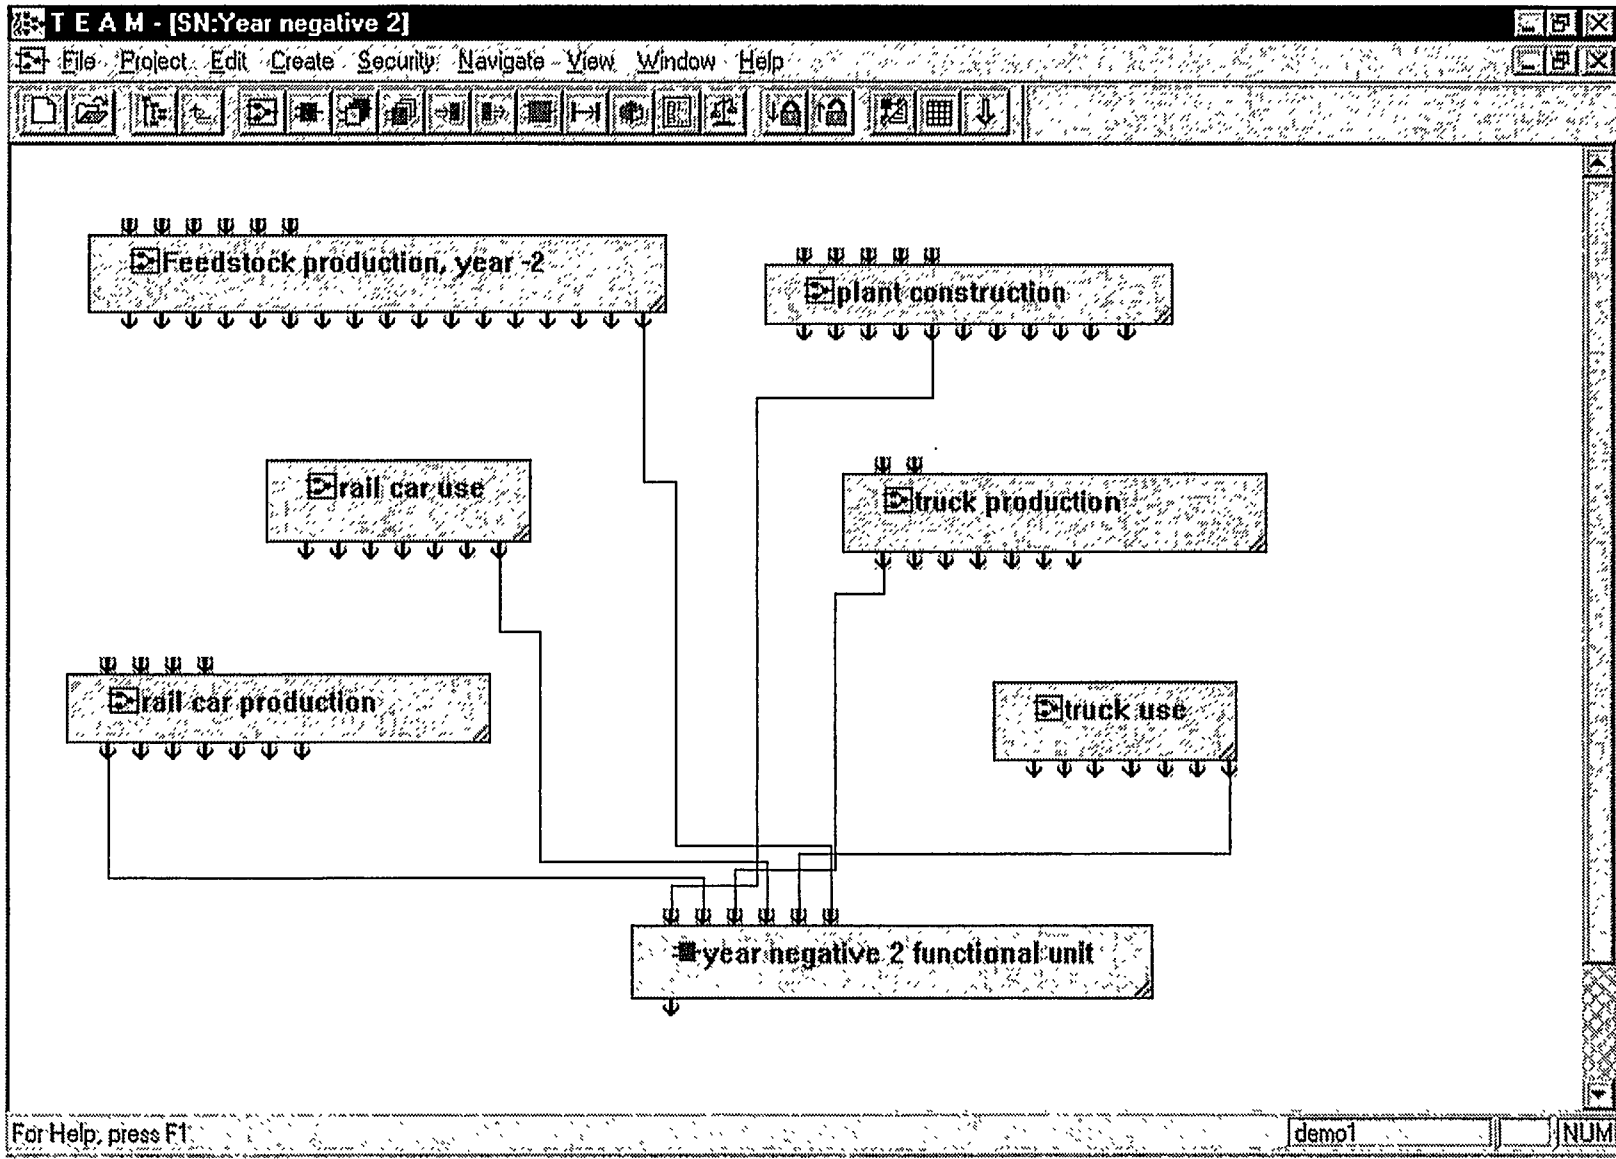 T E A M - [SN:Year negative 2]
File Project Edit Create Security Navigate View Window Help
Feedstock production, year -2
plant construction
rail car use
truck production
rail car production
truck use
year negative 2 functional unit
For Help, press F1
demo1
NUM